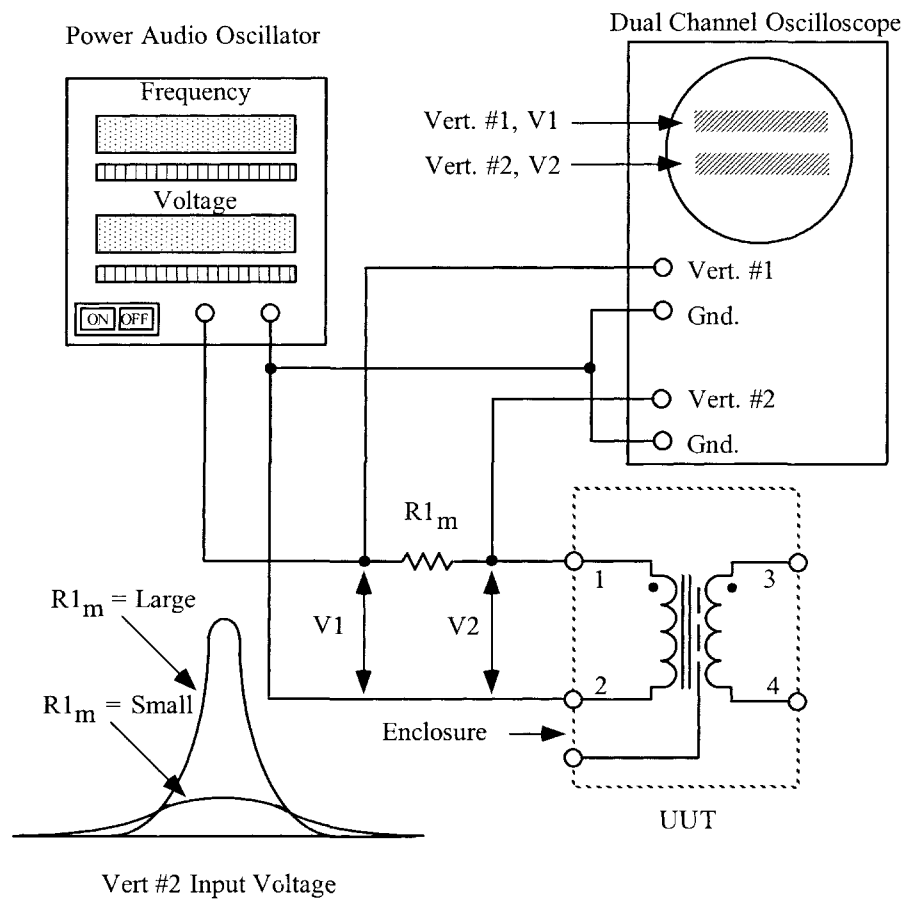 Dual Channel Oscilloscope
Power Audio Oscillator
Frequency
Voltage
ON OFF
Vert. #1, V1
Vert. #2, V2
Vert. #1
Gnd.
Vert. #2
Gnd.
R1m
1
3
V1
V2
2
4
R1m = Large
R1m = Small
Enclosure
UUT
Vert #2 Input Voltage